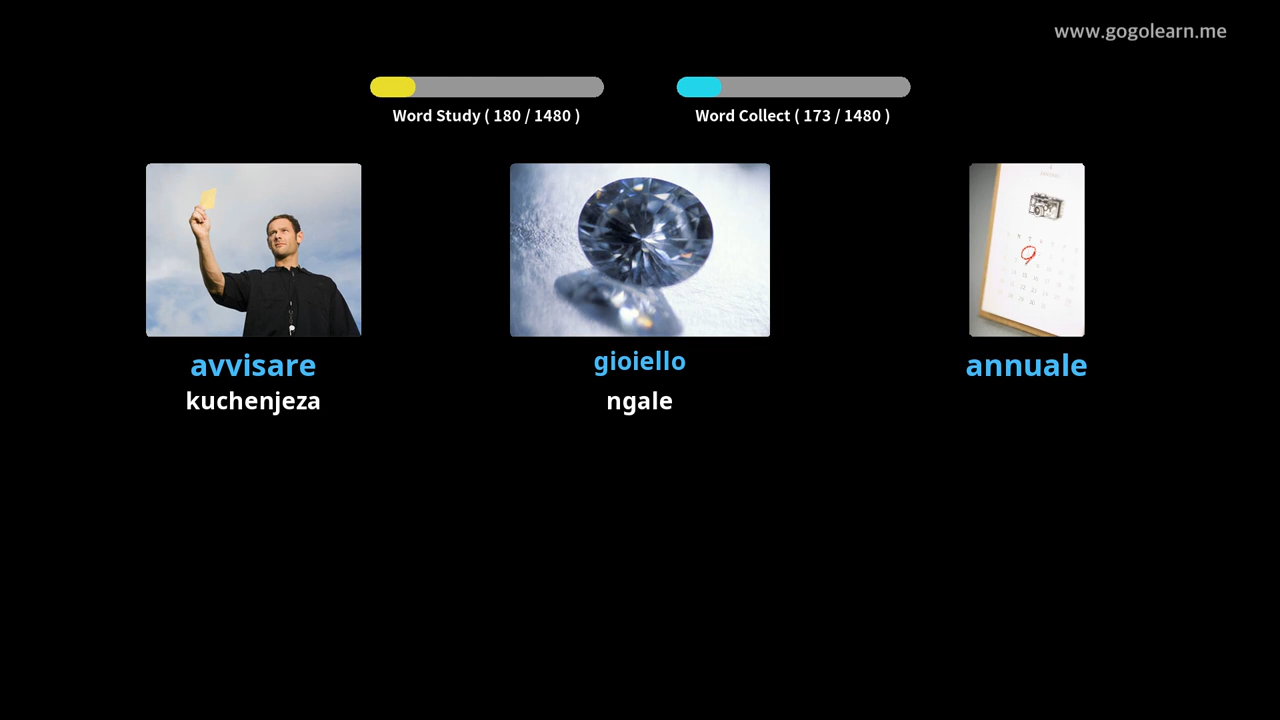 www.gogolearn.me
Word Study ( 180 / 1480 )
Word Collect ( 173 / 1480 )
avvisare
kuchenjeza
gioiello
ngale
annuale